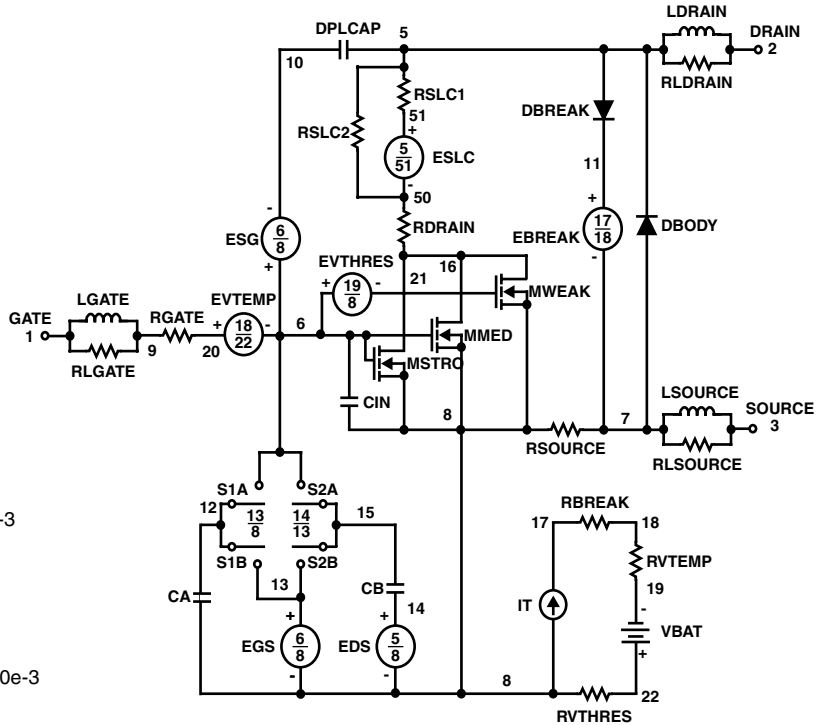 LDRAIN
DPLCAP 5 DRAIN
10 2
RLDRAIN
RSLC1
DBREAK
51
+
RSLC2
5
51
ESLC
11
-
50
+
-
17
18
6
8
RDRAIN
DBODY
ESG
EBREAK
EVTHRES
+
16
-
21
+
19
8
-
MWEAK
LGATE
EVTEMP
GATE RGATE
+
18
22
-
6
MMED
1
9 20
MSTRO
RLGATE
LSOURCE
CIN
8 7 SOURCE
3
RSOURCE
RLSOURCE
S1A S2A
RBREAK
12
13
8
14
13
15
17 18
-3
S1B S2B
RVTEMP
13
CB
19
CA
14
IT
-
+ +
VBAT
EGS
6
8
EDS
5
8
+
- -
8
22
0e-3
RVTHRES